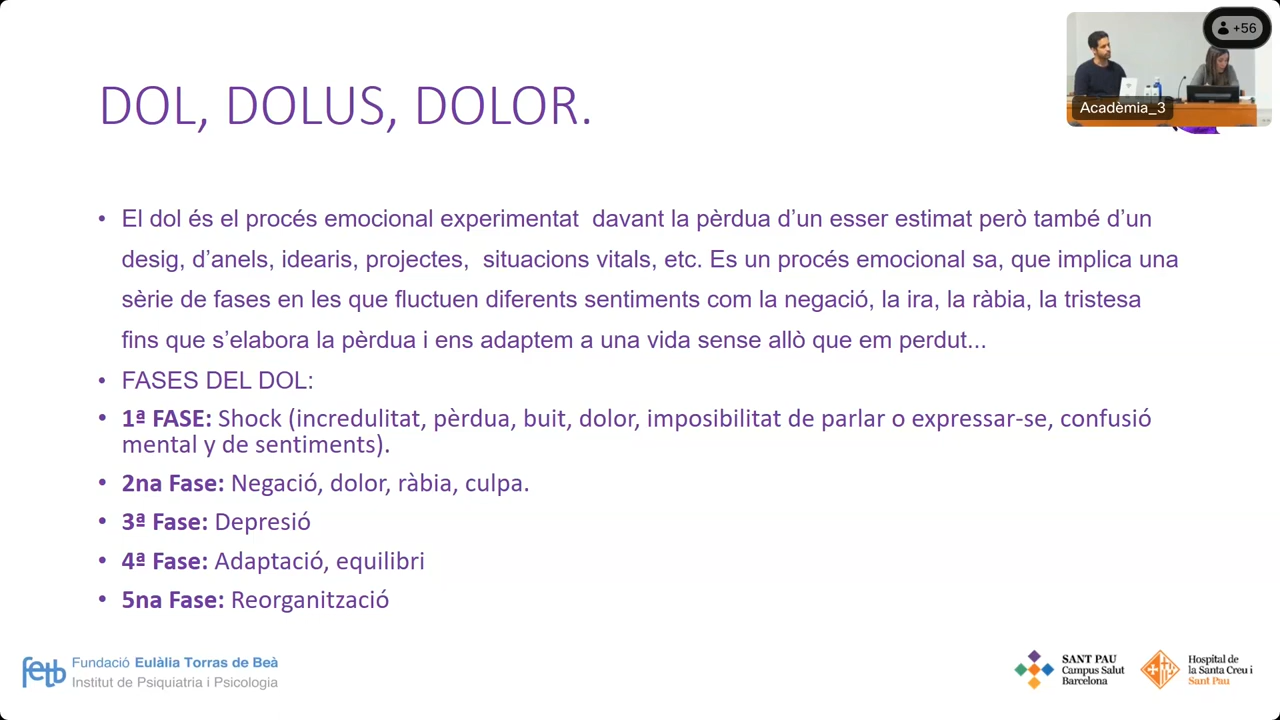 +56
Acadèmia_3
DOL, DOLUS, DOLOR.
• El dol és el procés emocional experimentat  davant la pèrdua d’un esser estimat però també d’un
desig, d’anels, idearis, projectes,  situacions vitals, etc. Es un procés emocional sa, que implica una
sèrie de fases en les que fluctuen diferents sentiments com la negació, la ira, la ràbia, la tristesa
fins que s’elabora la pèrdua i ens adaptem a una vida sense allò que em perdut...
• FASES DEL DOL:
• 1ª FASE: Shock (incredulitat, pèrdua, buit, dolor, imposibilitat de parlar o expressar-se, confusió
mental y de sentiments).
• 2na Fase: Negació, dolor, ràbia, culpa.
• 3ª Fase: Depresió
• 4ª Fase: Adaptació, equilibri
• 5na Fase: Reorganització
fetb
Fundació Eulàlia Torras de Beà
Institut de Psiquiatria i Psicologia
SANT PAU
Campus Salut
Barcelona
Hospital de
la Santa Creu i
Sant Pau